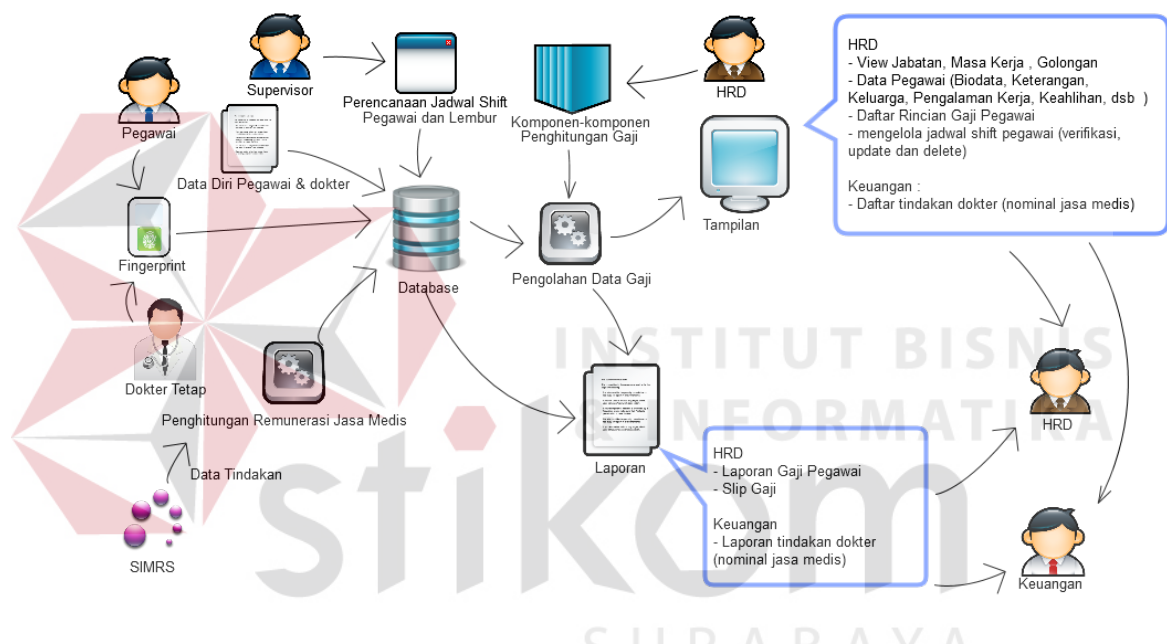 Supervisor
Pegawai
Perencanaan Jadwal Shift
Pegawai dan Lembur
Komponen-komponen
Penghitungan Gaji
HRD
HRD
- View Jabatan, Masa Kerja , Golongan
- Data Pegawai (Biodata, Keterangan,
Keluarga, Pengalaman Kerja, Keahlihan, dsb )
- Daftar Rincian Gaji Pegawai
- mengelola jadwal shift pegawai (verifikasi,
update dan delete)
Keuangan :
- Daftar tindakan dokter (nominal jasa medis)
Data Diri Pegawai & dokter
Tampilan
Fingerprint
Database
Pengolahan Data Gaji
Dokter Tetap
Penghitungan Remunerasi Jasa Medis
Laporan
HRD
- Laporan Gaji Pegawai
- Slip Gaji
Keuangan
- Laporan tindakan dokter
(nominal jasa medis)
HRD
Data Tindakan
SIMRS
Keuangan
INSTITUT BISNIS
& INFORMATIKA
stikom
SURABAYA